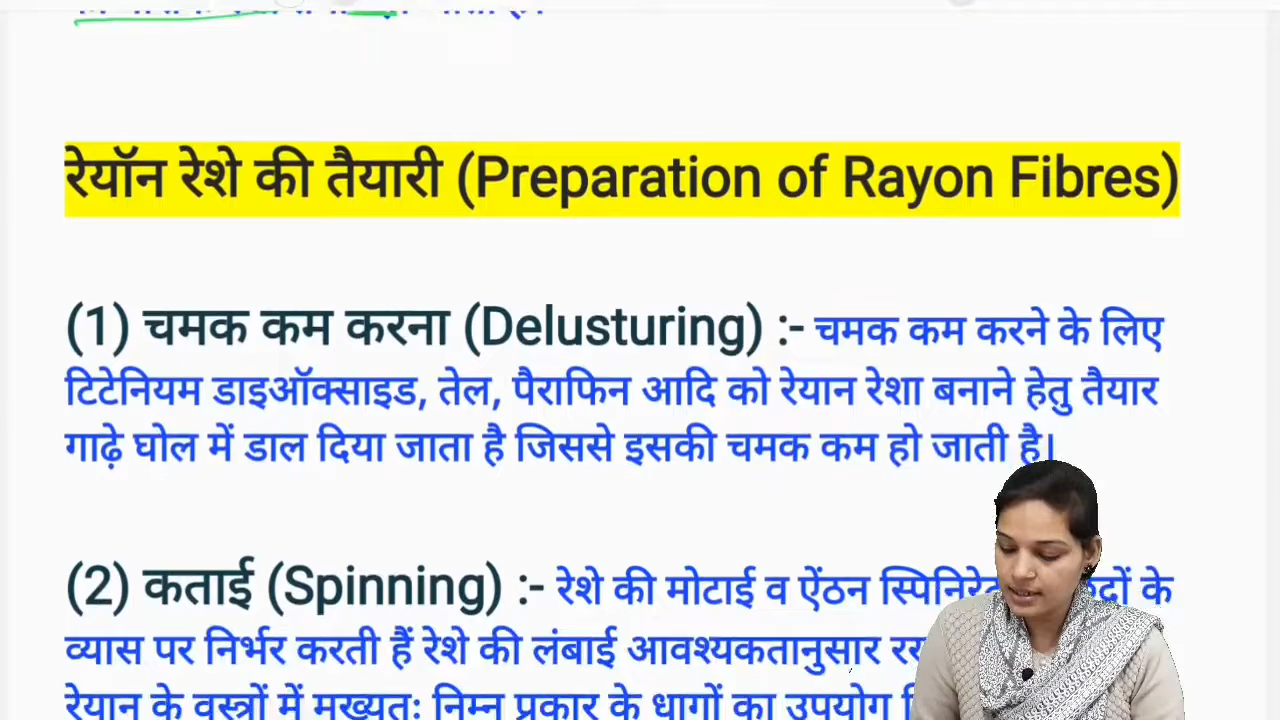 रेयॉन रेशे की तैयारी (Preparation of Rayon Fibres)
(1) चमक कम करना (Delusturing) :- चमक कम करने के लिए
टिटेनियम डाइऑक्साइड, तेल, पैराफिन आदि को रेयान रेशा बनाने हेतु तैयार
गाढ़े घोल में डाल दिया जाता है जिससे इसकी चमक कम हो जाती है।
(2) कताई (Spinning) :- रेशे की मोटाई व ऐंठन के
व्यास पर निर्भर करती हैं रेशे की लंबाई आवश्यकतानुसार
रेयान के वस्त्रों में मुख्यतः निम्न प्रकार के धागों का उपयोग